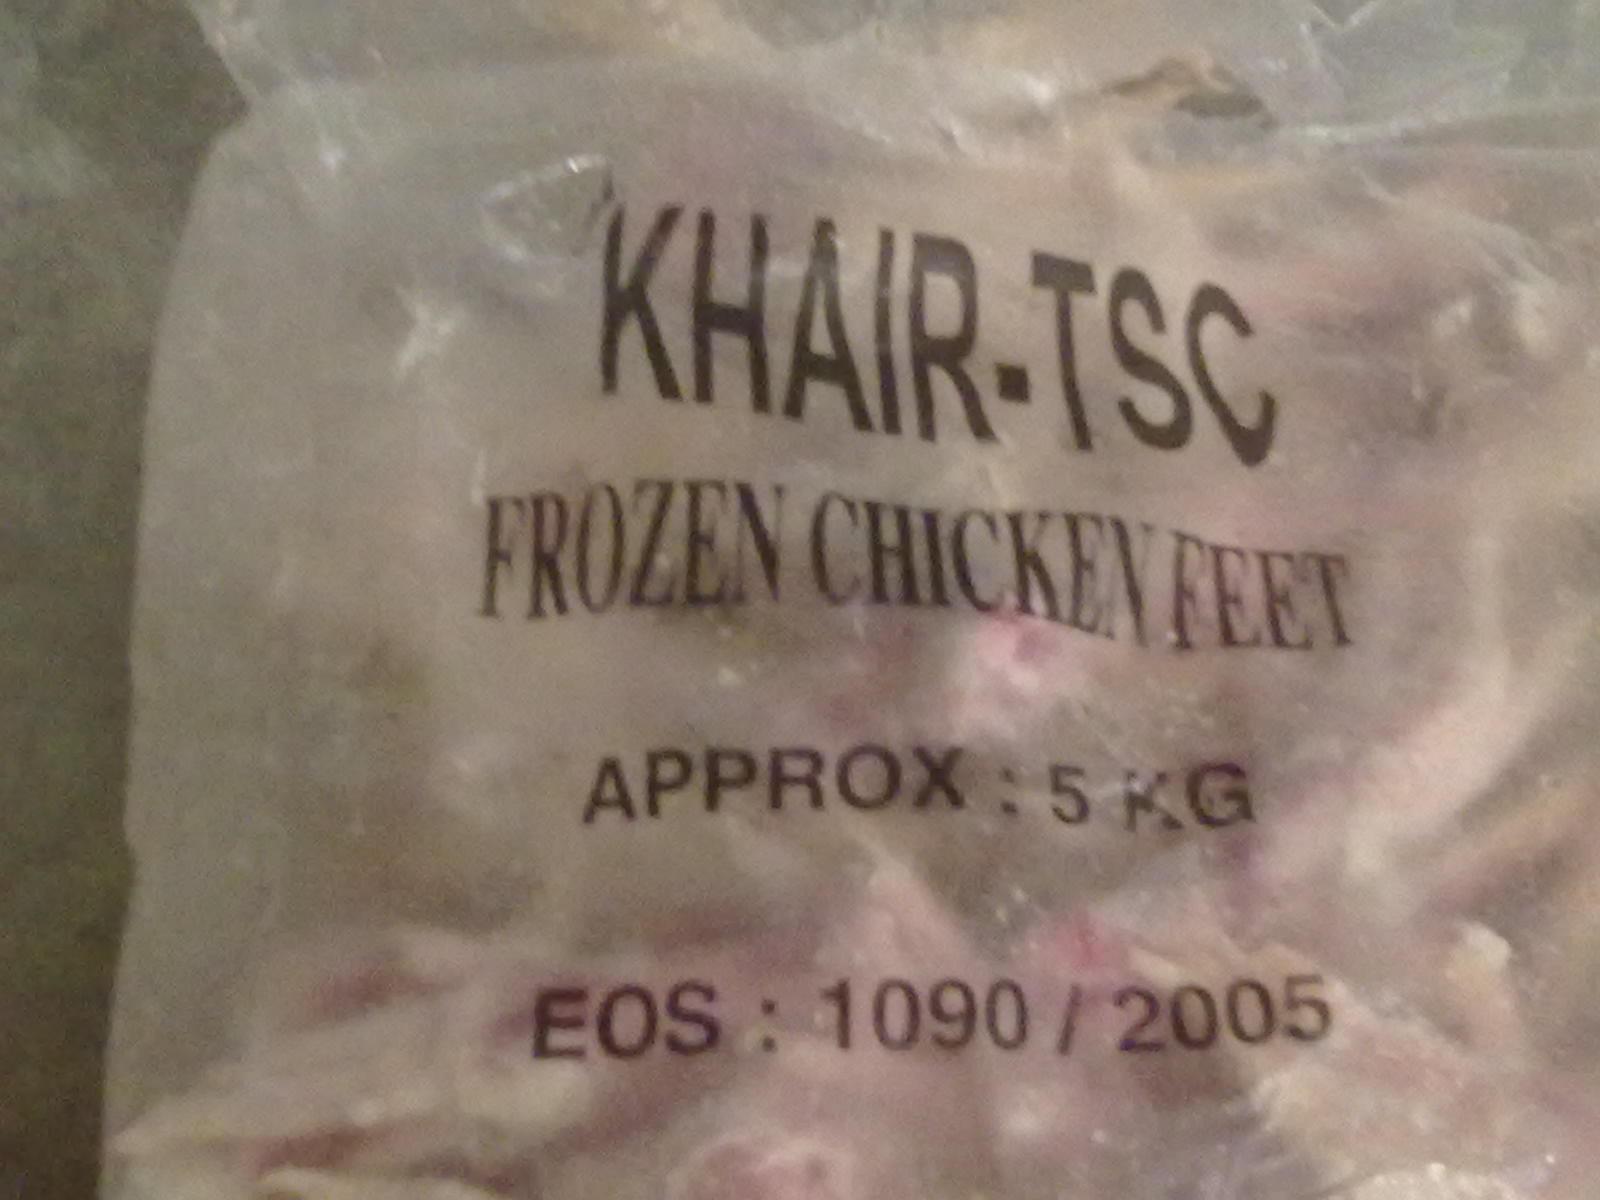 KHAIR-TSC
FROZEN CHICKEN FEET
APPROX : 5 KG
EOS : 1090 / 2005